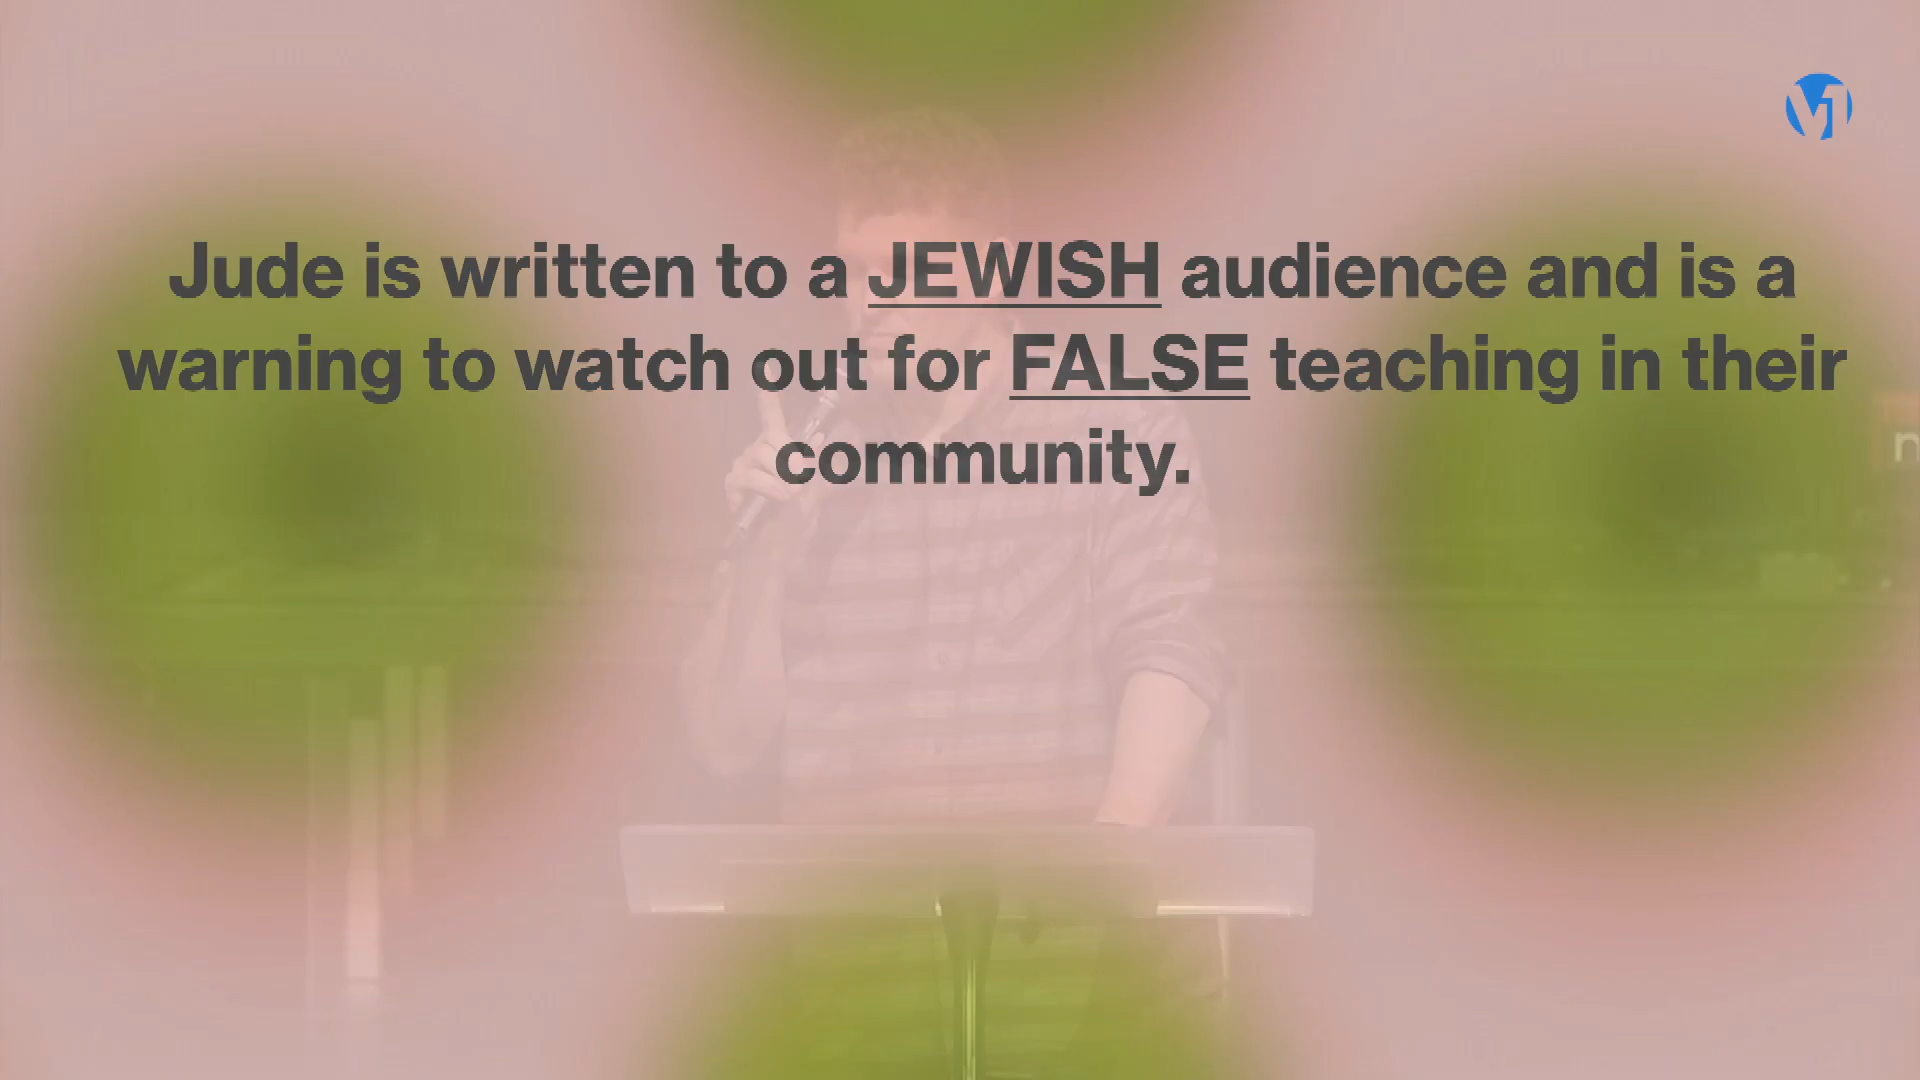 Jude is written to a JEWISH audience and is a
warning to watch out for FALSE teaching in their
community.
n